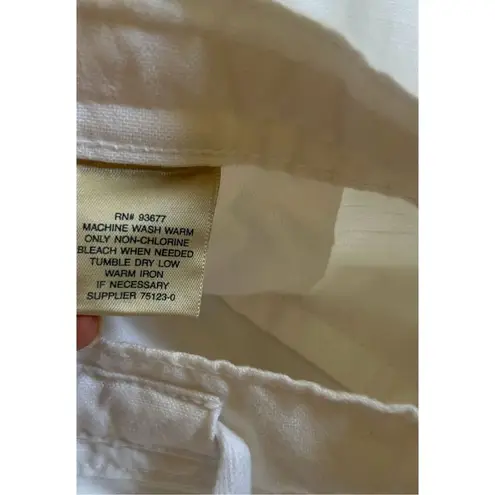 RN# 93677
MACHINE WASH WARM
ONLY NON-CHLORINE
BLEACH WHEN NEEDED
TUMBLE DRY LOW
WARM IRON
IF NECESSARY
SUPPLIER 75123-0